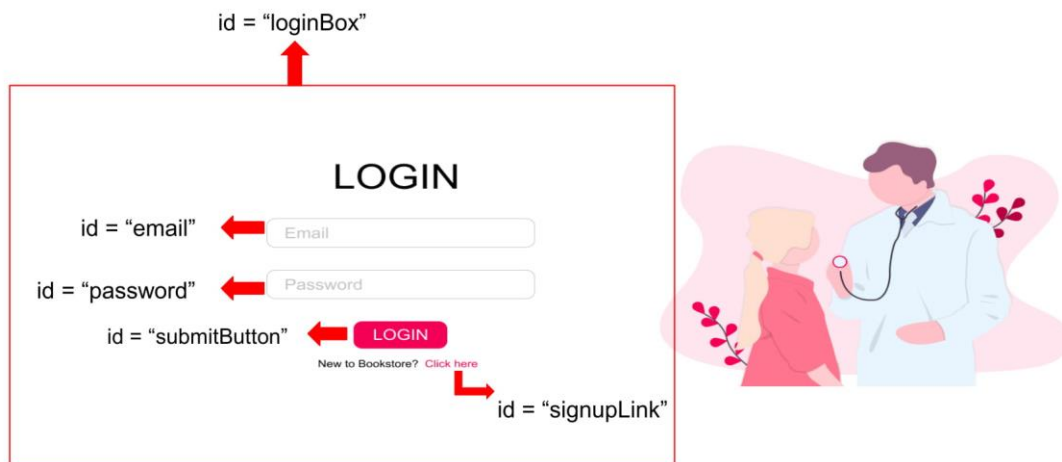 id = “loginBox”
LOGIN
id = “email”
Email
id = “password”
Password
id = “submitButton”
LOGIN
New to Bookstore? Click here
id = “signupLink”